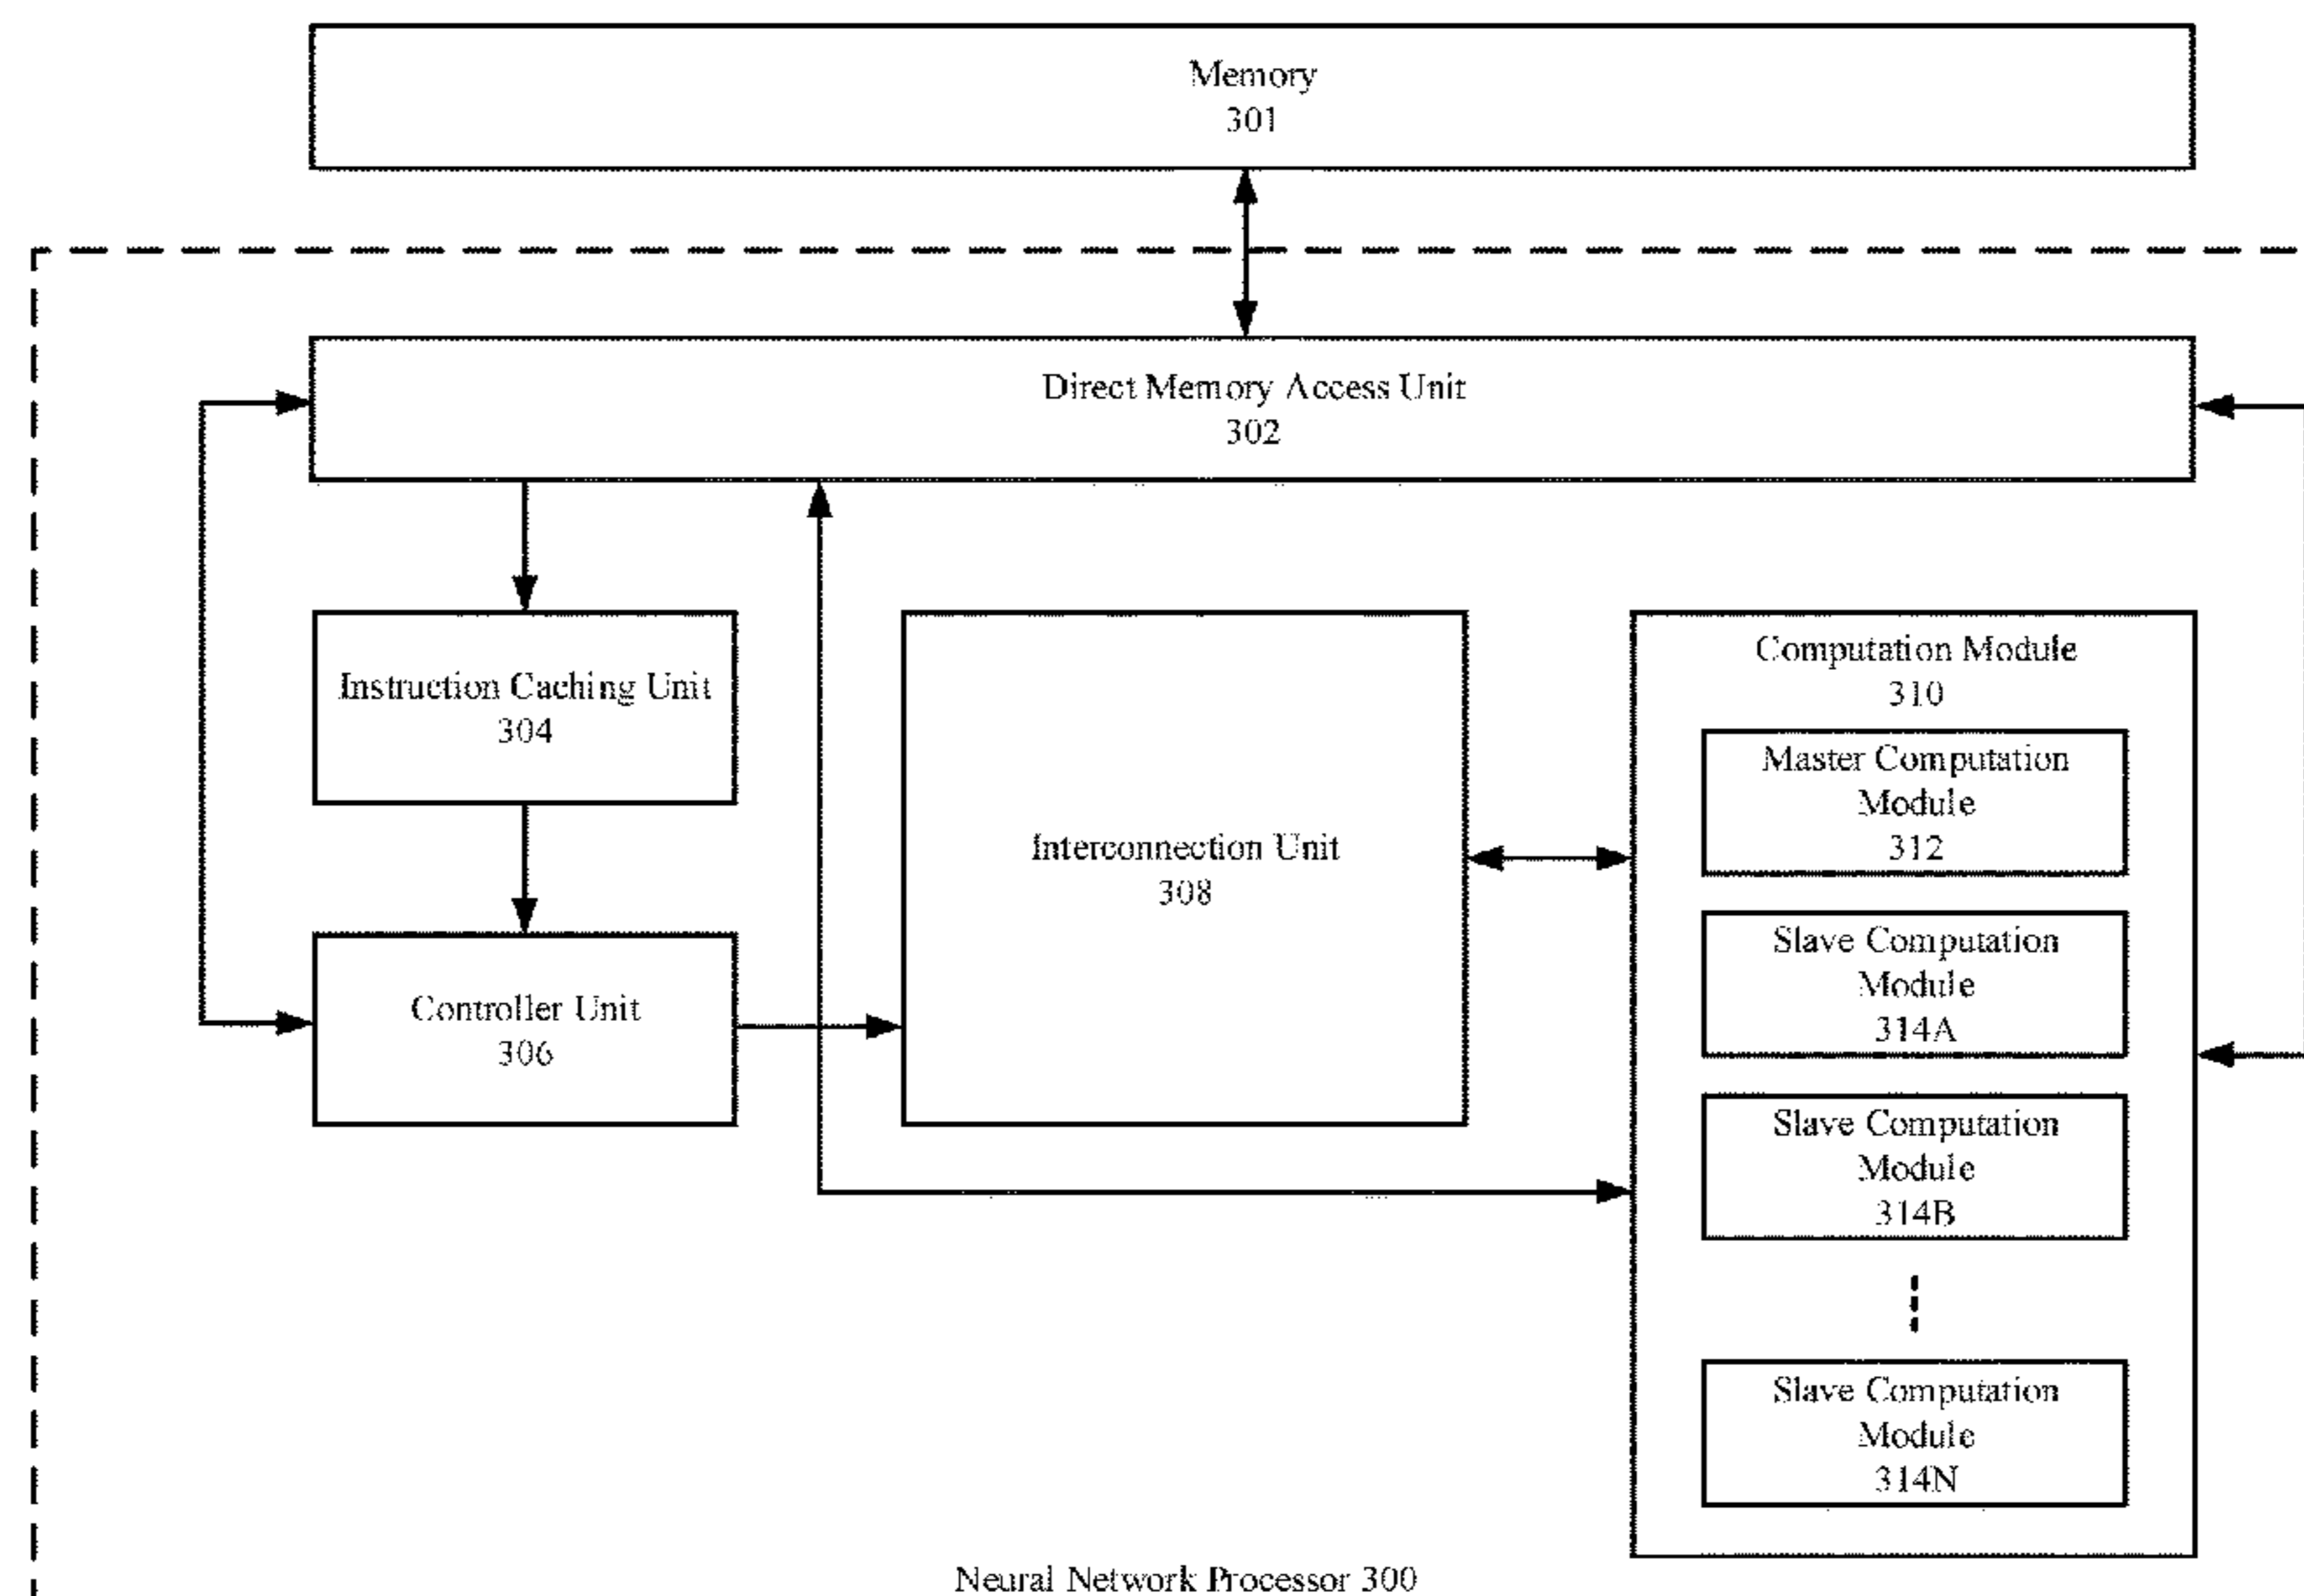 Memory
301
Direct Memory Access Unit
302
Instruction Caching Unit
304
Controller Unit
306
Interconnection Unit
308
Computation Module
310
Master Computation
Module
312
Slave Computation
Module
314A
Slave Computation
Module
314B
Slave Computation
Module
314N
Neural Network Processor 300